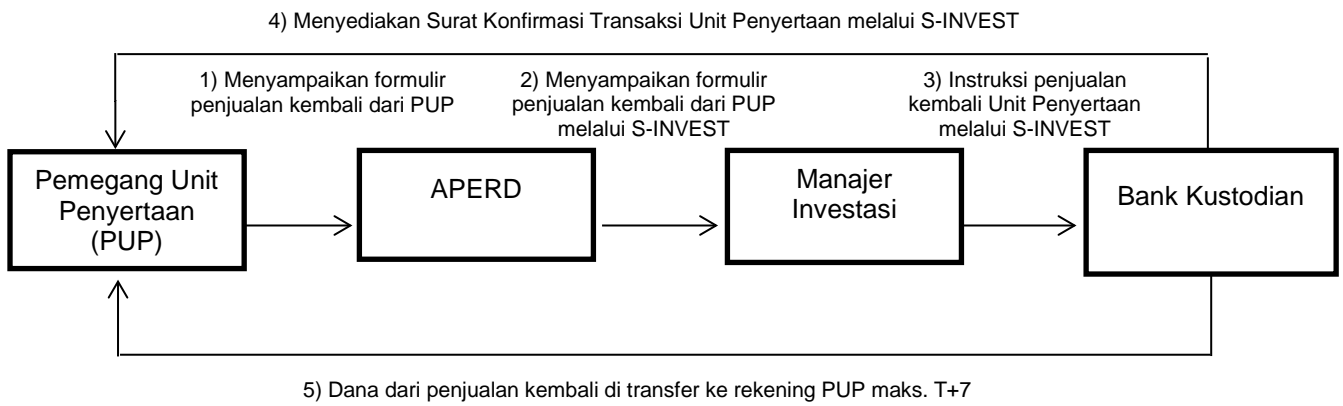 4) Menyediakan Surat Konfirmasi Transaksi Unit Penyertaan melalui S-INVEST
1) Menyampaikan formulir
penjualan kembali dari PUP
2) Menyampaikan formulir
penjualan kembali dari PUP
melalui S-INVEST
3) Instruksi penjualan
kembali Unit Penyertaan
melalui S-INVEST
Pemegang Unit
Penyertaan
(PUP)
APERD
Manajer
Investasi
Bank Kustodian
5) Dana dari penjualan kembali di transfer ke rekening PUP maks. T+7